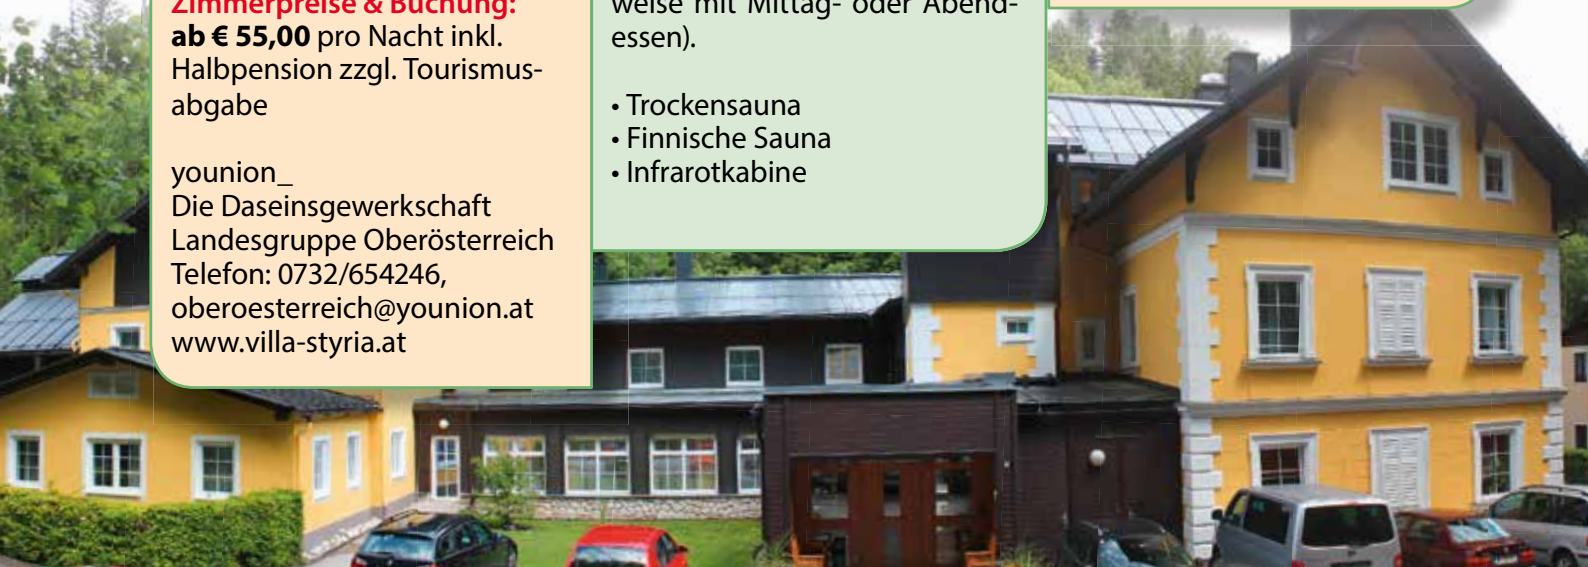 Zimmerpreise & Buchung:
ab € 55,00 pro Nacht inkl.
Halbpension zzgl. Tourismus-
abgabe
younion_
Die Daseinsgewerkschaft
Landesgruppe Oberösterreich
Telefon: 0732/654246,
oberoesterreich@younion.at
www.villa-styria.at
weise mit Mittag- oder Abend-
essen).
• Trockensauna
• Finnische Sauna
• Infrarotkabine